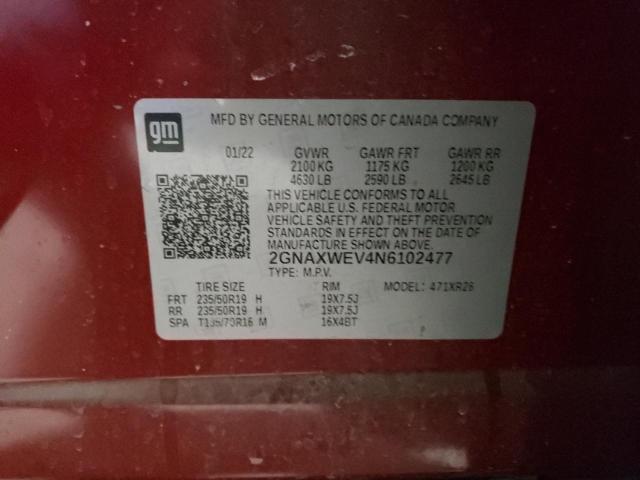 gm
MFD BY GENERAL MOTORS OF CANADA COMPANY
01/22 GVWR GAWR FRT GAWR RR
2100 KG 1175 KG 1200 KG
4630 LB 2590 LB 2645 LB
THIS VEHICLE CONFORMS TO ALL
APPLICABLE U.S. FEDERAL MOTOR
VEHICLE SAFETY AND THEFT PREVENTION
STANDARDS IN EFFECT ON THE DATE
OF MANUFACTURE SHOWN ABOVE.
2GNAXWEV4N6102477
TYPE: M.P.V.
TIRE SIZE RIM MODEL: 471XR26
FRT 235/50R19 H 19X7.5J
RR 235/50R19 H 19X7.5J
SPA T135/70R16 M 16X4BT